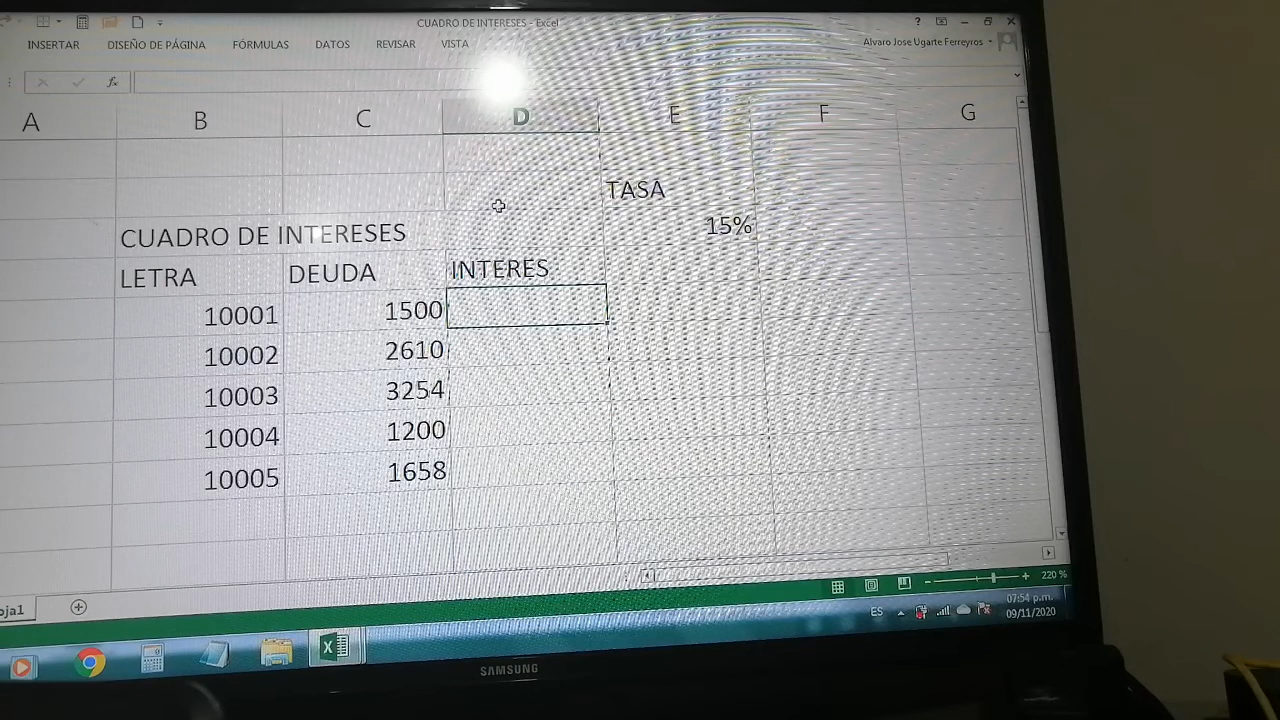 CUADRO DE INTERESES - Excel
?
INSERTAR DISEÑO DE PÁGINA FÓRMULAS DATOS REVISAR VISTA
Alvaro Jose Ugarte Ferreyros
fx
A B C D E F G
TASA
CUADRO DE INTERESES 15%
LETRA DEUDA INTERES
10001 1500
10002 2610
10003 3254
10004 1200
10005 1658
oja1
220 %
ES 07:54 p.m.
09/11/2020
SAMSUNG